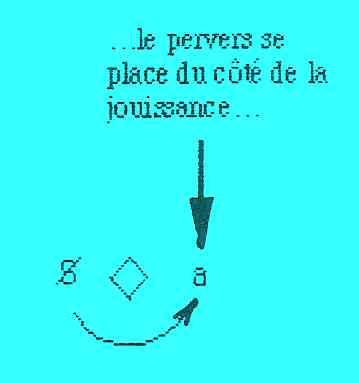 ...le pervers se
place du côté de la
jouissance...
$ ◇ a